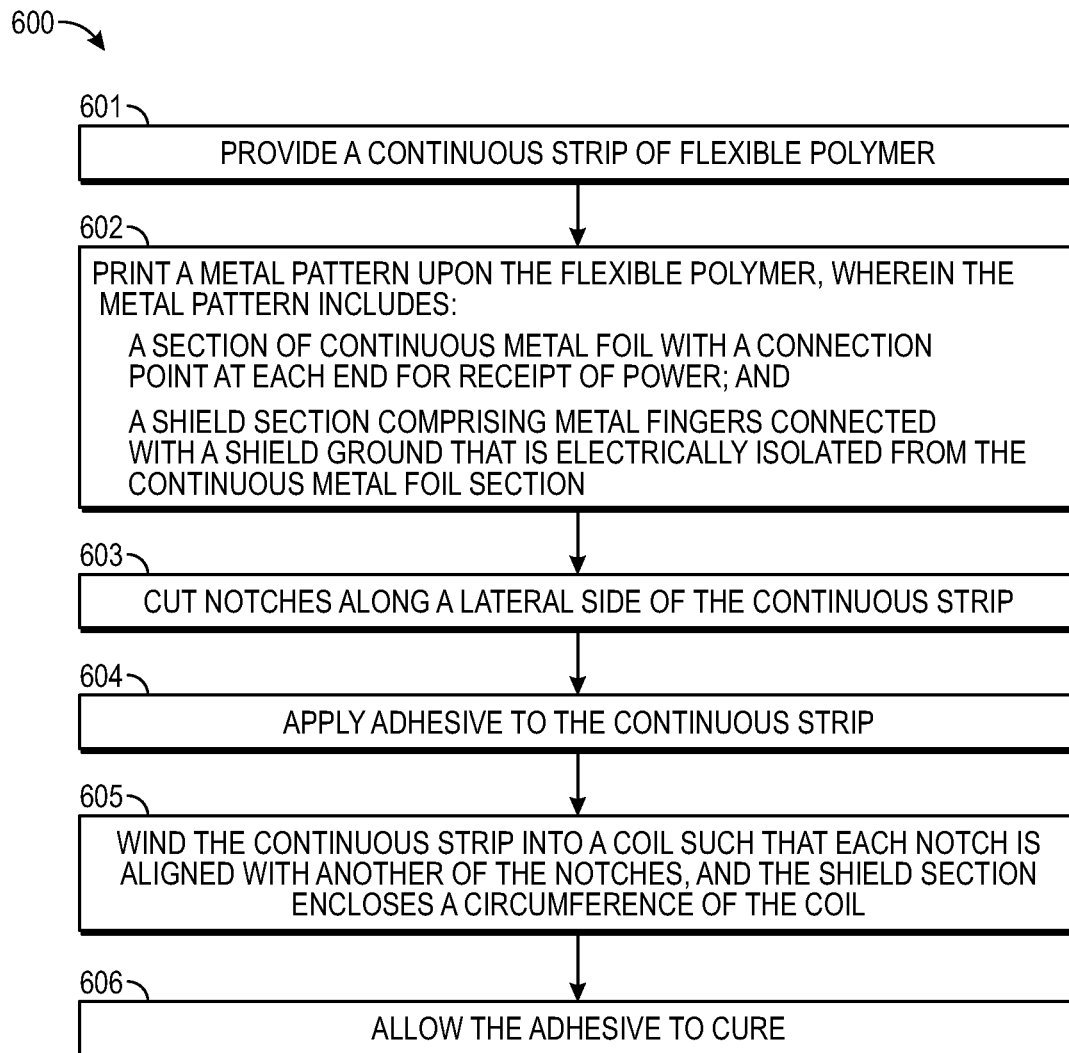 600
601
PROVIDE A CONTINUOUS STRIP OF FLEXIBLE POLYMER
602
PRINT A METAL PATTERN UPON THE FLEXIBLE POLYMER, WHEREIN THE
METAL PATTERN INCLUDES:
A SECTION OF CONTINUOUS METAL FOIL WITH A CONNECTION
POINT AT EACH END FOR RECEIPT OF POWER; AND
A SHIELD SECTION COMPRISING METAL FINGERS CONNECTED
WITH A SHIELD GROUND THAT IS ELECTRICALLY ISOLATED FROM THE
CONTINUOUS METAL FOIL SECTION
603
CUT NOTCHES ALONG A LATERAL SIDE OF THE CONTINUOUS STRIP
604
APPLY ADHESIVE TO THE CONTINUOUS STRIP
605
WIND THE CONTINUOUS STRIP INTO A COIL SUCH THAT EACH NOTCH IS
ALIGNED WITH ANOTHER OF THE NOTCHES, AND THE SHIELD SECTION
ENCLOSES A CIRCUMFERENCE OF THE COIL
606
ALLOW THE ADHESIVE TO CURE